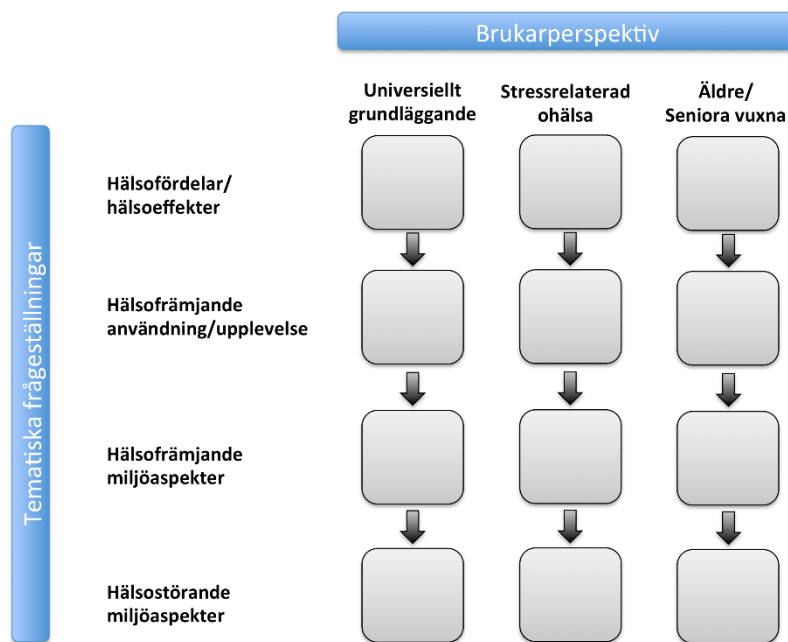 Brukarperspektiv
Universiellt
grundläggande
Stressrelaterad
ohälsa
Äldre/
Seniora vuxna
Tematiska frågeställningar
Hälsofördelar/
hälsoeffekter
Hälsofrämjande
användning/upplevelse
Hälsofrämjande
miljöaspekter
Hälsostörande
miljöaspekter